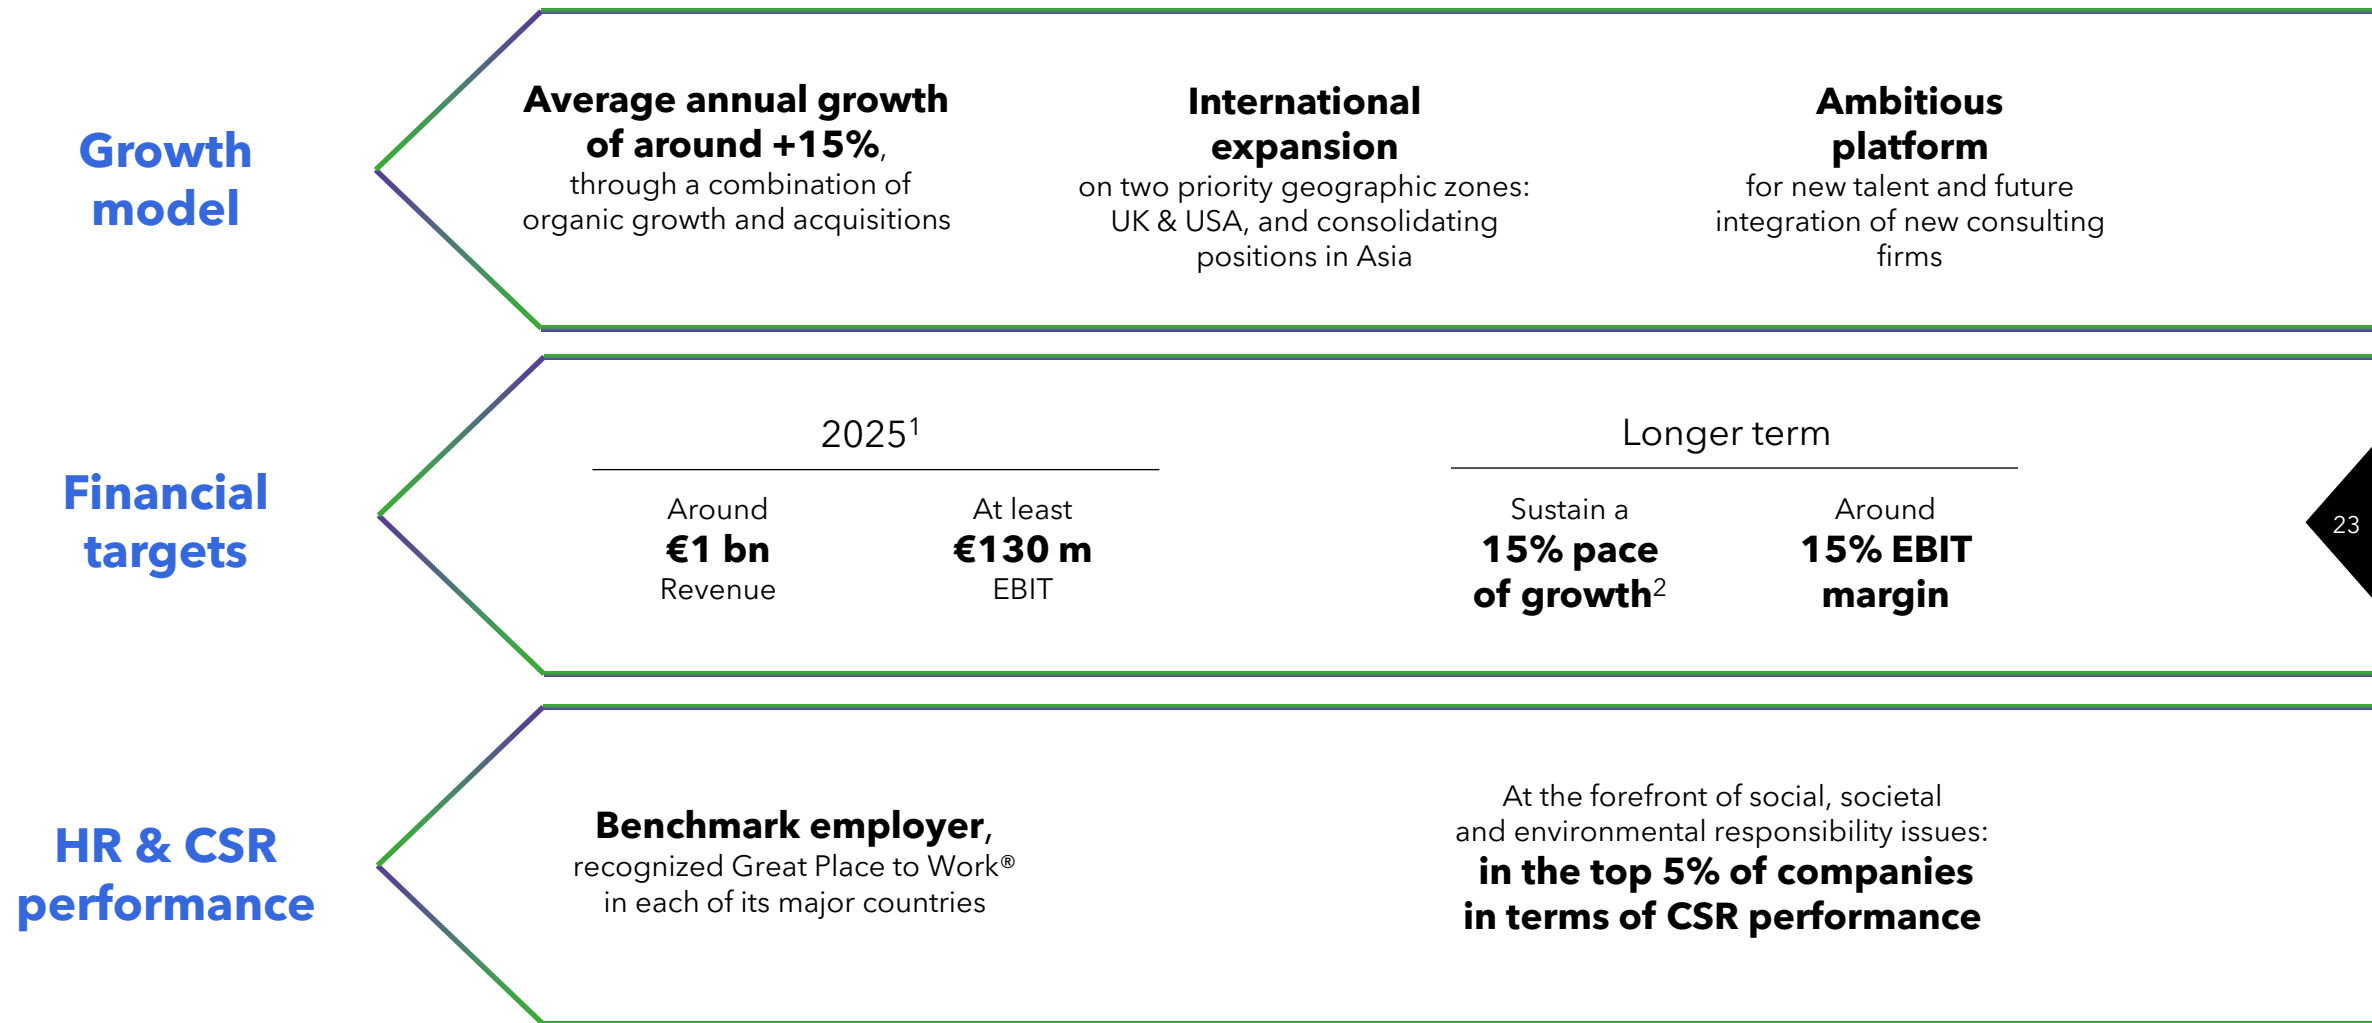 Growth
model
Average annual growth
of around +15%,
through a combination of
organic growth and acquisitions
International
expansion
on two priority geographic zones:
UK & USA, and consolidating
positions in Asia
Ambitious
platform
for new talent and future
integration of new consulting
firms
Financial
targets
2025¹
Around
€1 bn
Revenue
At least
€130 m
EBIT
Longer term
Sustain a
15% pace
of growth²
Around
15% EBIT
margin
23
HR & CSR
performance
Benchmark employer,
recognized Great Place to Work®
in each of its major countries
At the forefront of social, societal
and environmental responsibility issues:
in the top 5% of companies
in terms of CSR performance